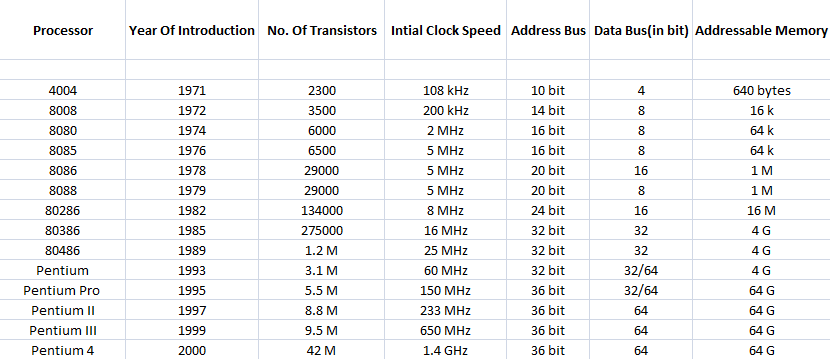 Processor Year Of Introduction No. Of Transistors Intial Clock Speed Address Bus Data Bus(in bit) Addressable Memory
4004 1971 2300 108 kHz 10 bit 4 640 bytes
8008 1972 3500 200 kHz 14 bit 8 16 k
8080 1974 6000 2 MHz 16 bit 8 64 k
8085 1976 6500 5 MHz 16 bit 8 64 k
8086 1978 29000 5 MHz 20 bit 16 1 M
8088 1979 29000 5 MHz 20 bit 8 1 M
80286 1982 134000 8 MHz 24 bit 16 16 M
80386 1985 275000 16 MHz 32 bit 32 4 G
80486 1989 1.2 M 25 MHz 32 bit 32 4 G
Pentium 1993 3.1 M 60 MHz 32 bit 32/64 4 G
Pentium Pro 1995 5.5 M 150 MHz 36 bit 32/64 64 G
Pentium II 1997 8.8 M 233 MHz 36 bit 64 64 G
Pentium III 1999 9.5 M 650 MHz 36 bit 64 64 G
Pentium 4 2000 42 M 1.4 GHz 36 bit 64 64 G